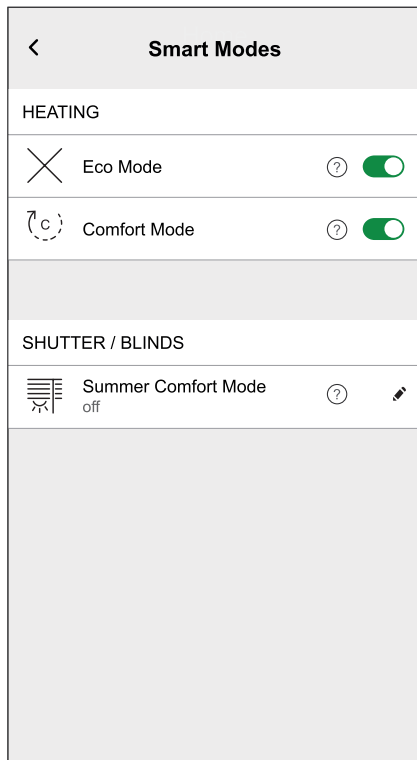 Smart Modes
HEATING
Eco Mode ?
C Comfort Mode ?
SHUTTER / BLINDS
Summer Comfort Mode ?
off